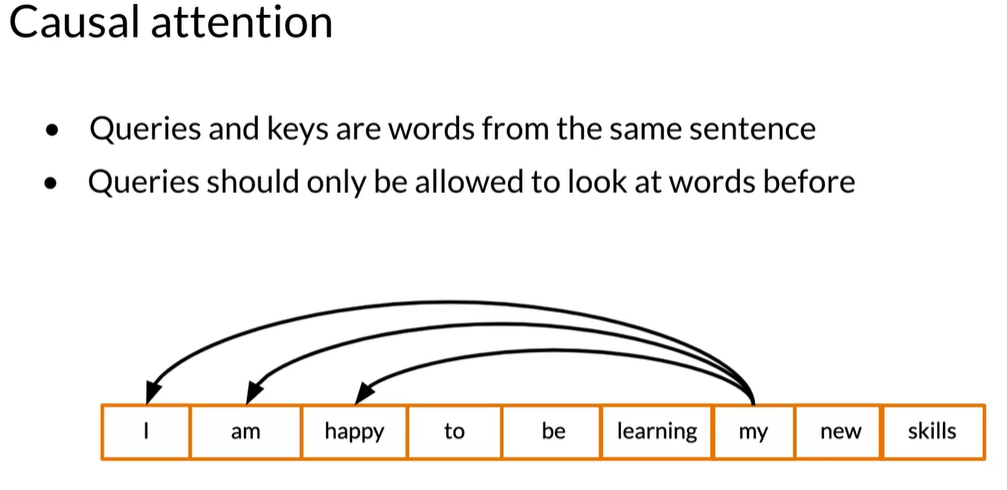 Causal attention
• Queries and keys are words from the same sentence
• Queries should only be allowed to look at words before
I am happy to be learning my new skills